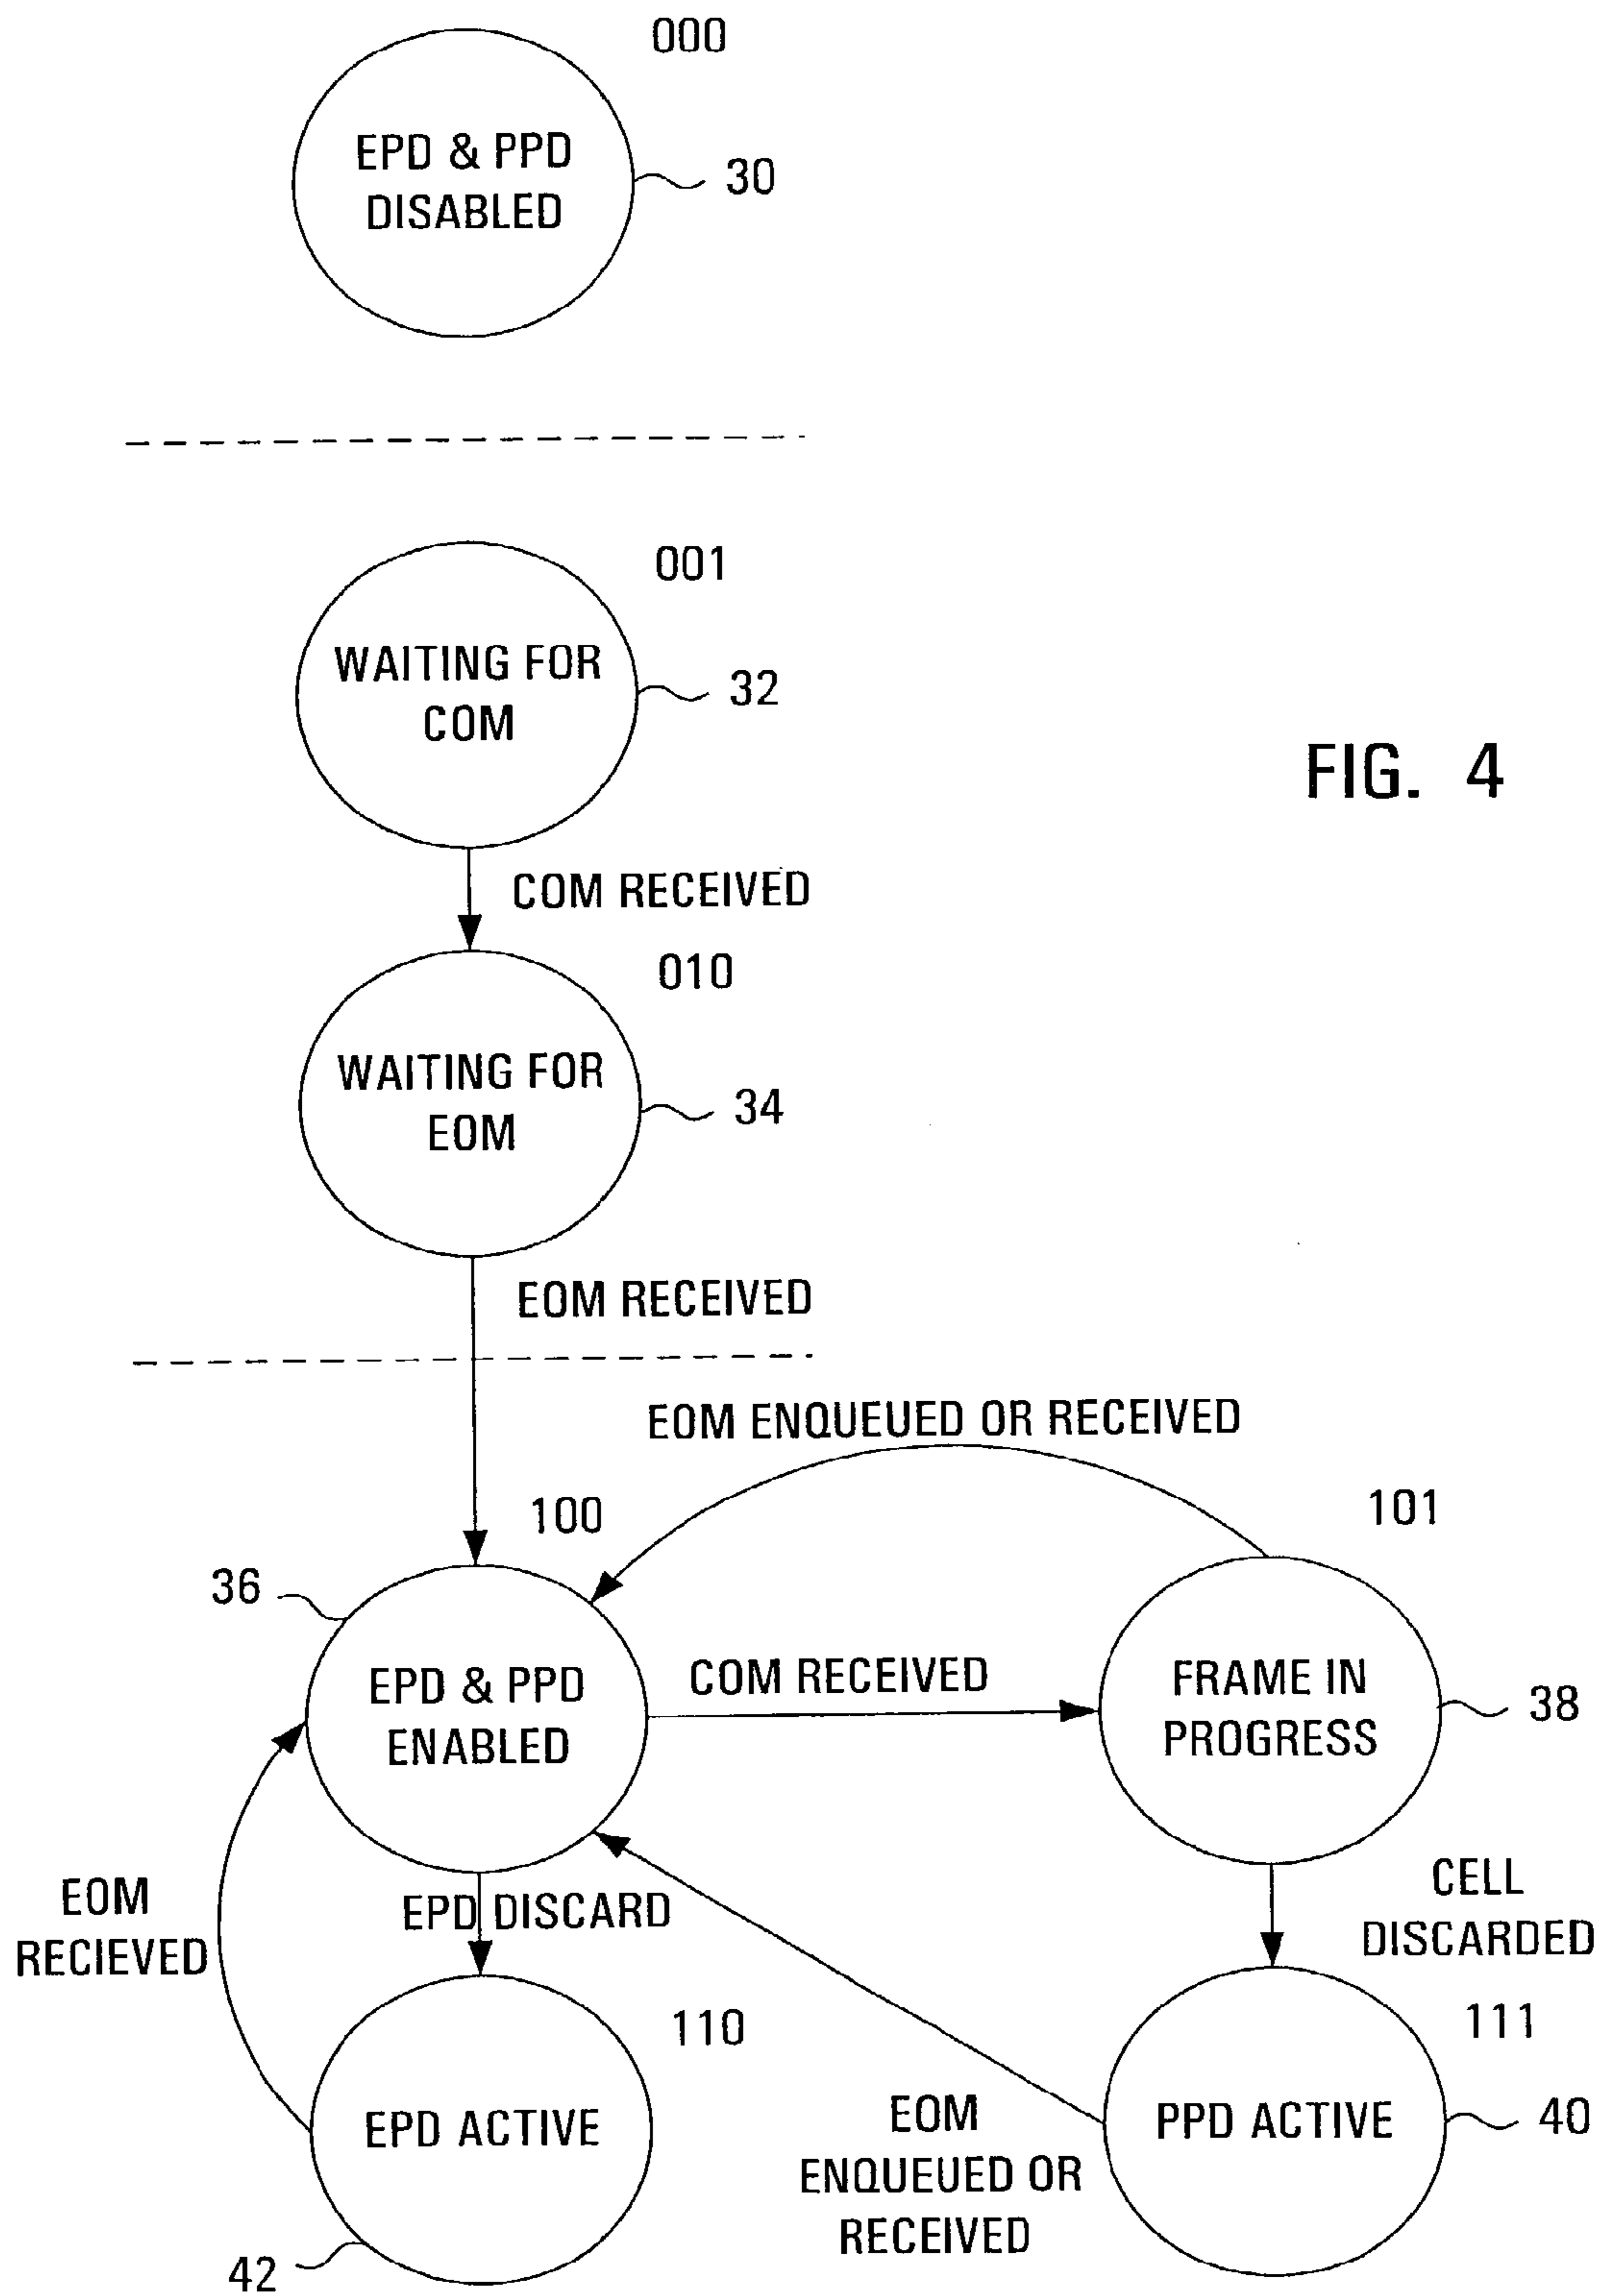 000
EPD & PPD
DISABLED
30
001
WAITING FOR
COM
32
FIG. 4
COM RECEIVED
010
WAITING FOR
EOM
34
EOM RECEIVED
EOM ENQUEUED OR RECEIVED
100
101
36
EPD & PPD
ENABLED
COM RECEIVED
FRAME IN
PROGRESS
38
EOM
RECIEVED
EPD DISCARD
CELL
DISCARDED
110
111
EPD ACTIVE
EOM
ENQUEUED OR
RECEIVED
PPD ACTIVE
40
42